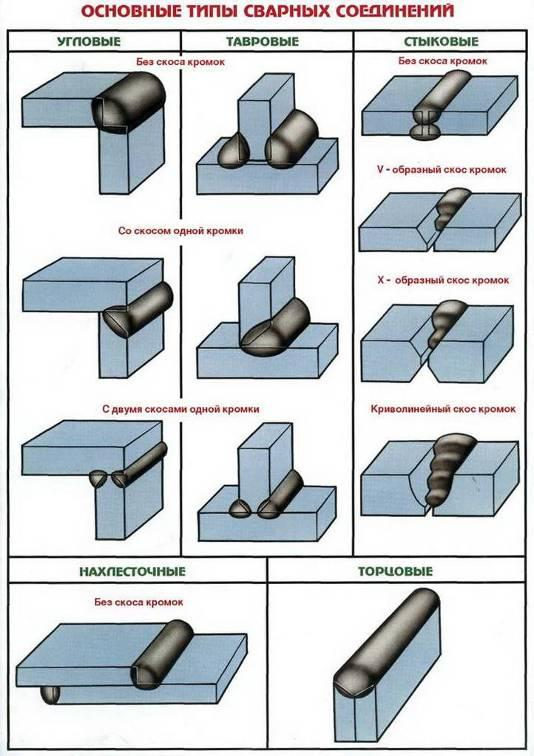 ОСНОВНЫЕ ТИПЫ СВАРНЫХ СОЕДИНЕНИЙ
УГЛОВЫЕ
ТАВРОВЫЕ
СТЫКОВЫЕ
Без скоса кромок
Без скоса кромок
V - образный скос кромок
Со скосом одной кромки
X - образный скос кромок
С двумя скосами одной кромки
Криволинейный скос кромок
НАХЛЕСТОЧНЫЕ
ТОРЦОВЫЕ
Без скоса кромок